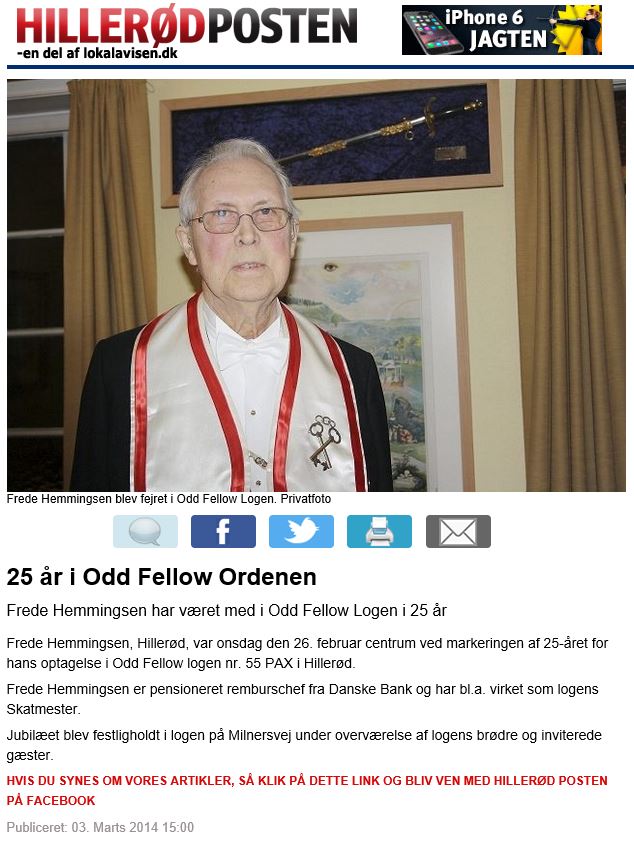 HILLERØDPOSTEN
-en del af lokalavisen.dk
iPhone 6
JAGTEN
Frede Hemmingsen blev fejret i Odd Fellow Logen. Privatfoto
25 år i Odd Fellow Ordenen
Frede Hemmingsen har været med i Odd Fellow Logen i 25 år
Frede Hemmingsen, Hillerød, var onsdag den 26. februar centrum ved markeringen af 25-året for
hans optagelse i Odd Fellow logen nr. 55 PAX i Hillerød.
Frede Hemmingsen er pensioneret remburschef fra Danske Bank og har bl.a. virket som logens
Skatmester.
Jubilæet blev festligholdt i logen på Milnersvej under overværelse af logens brødre og inviterede
gæster.
HVIS DU SYNES OM VORES ARTIKLER, SÅ KLIK PÅ DETTE LINK OG BLIV VEN MED HILLERØD POSTEN
PÅ FACEBOOK
Publiceret: 03. Marts 2014 15:00